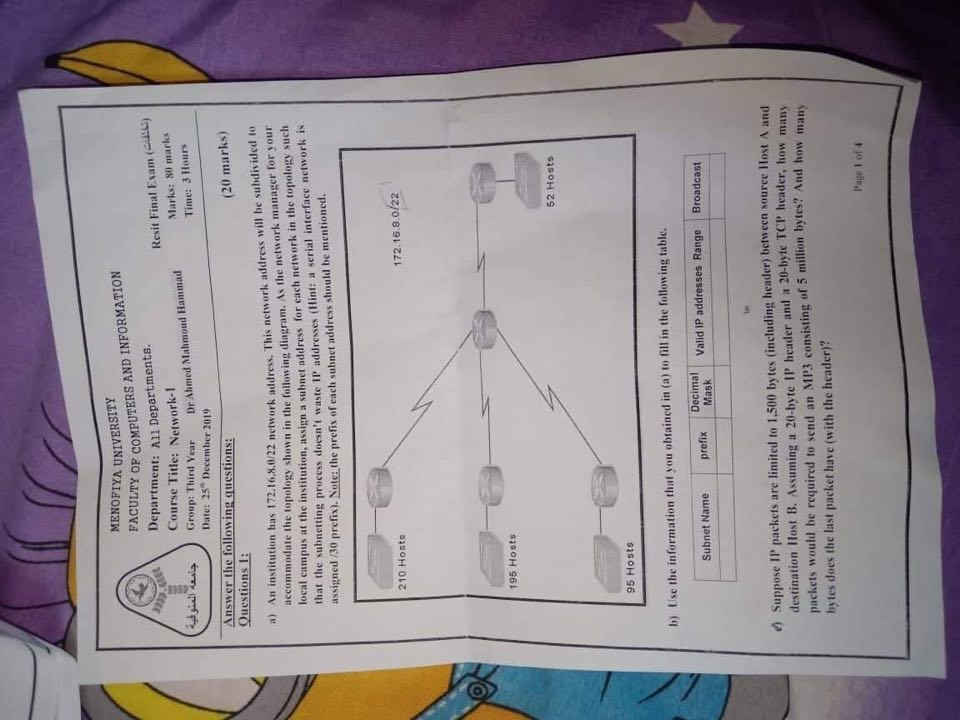 جامعة المنوفية
MENOFIYA UNIVERSITY
FACULTY OF COMPUTERS AND INFORMATION
Department: All Departments.
Course Title: Network-1
Group: Third Year Dr Ahmed Mahmoud Hammad
Date: 25th December 2019
Resit Final Exam (تخلفات)
Marks: 80 marks
Time: 3 Hours
Answer the following questions:
Questions 1: (20 marks)
a) An institution has 172.16.8.0/22 network address. This network address will be subdivided to
accommodate the topology shown in the following diagram. As the network manager for your
local campus at the institution, assign a subnet address for each network in the topology such
that the subnetting process doesn't waste IP addresses (Hint: a serial interface network is
assigned /30 prefix). Note: the prefix of each subnet address should be mentioned.
172.16.8.0/22
210 Hosts
195 Hosts
95 Hosts
52 Hosts
b) Use the information that you obtained in (a) to fill in the following table.
Subnet Name prefix Decimal Mask Valid IP addresses Range Broadcast
to
c) Suppose IP packets are limited to 1,500 bytes (including header) between source Host A and
destination Host B. Assuming a 20-byte IP header and a 20-byte TCP header, how many
packets would be required to send an MP3 consisting of 5 million bytes? And how many
bytes does the last packet have (with the header)?
Page 1 of 4